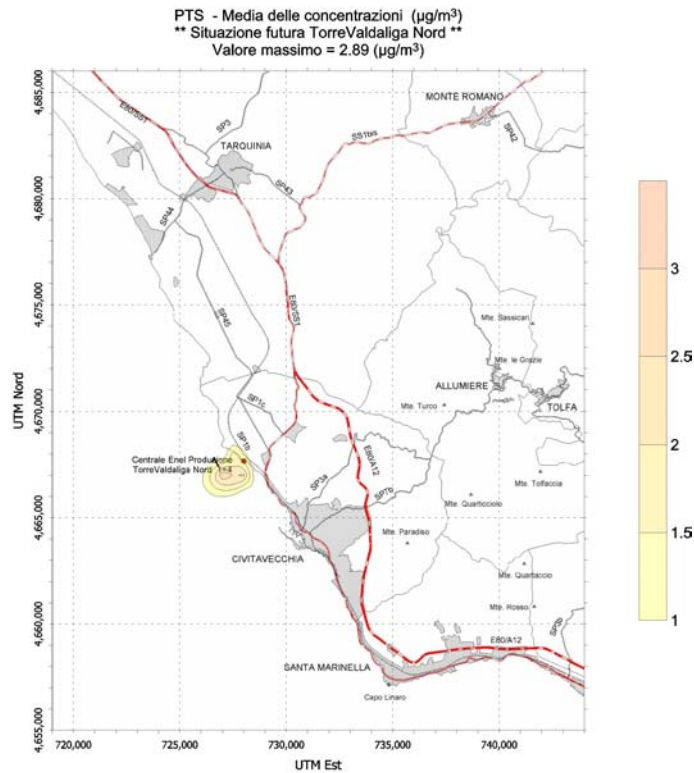 PTS - Media delle concentrazioni (µg/m³)
** Situazione futura TorreValdaliga Nord **
Valore massimo = 2.89 (µg/m³)
4,685,000
4,680,000
4,675,000
4,670,000
4,665,000
4,660,000
4,655,000
UTM Nord
E80/SS1
SP3
MONTE ROMANO
SS1bis
SP42
TARQUINIA
SP43
SP44
SP45
E80/SS1
Mte. Sassicari
Mte. le Grazie
ALLUMIERE
TOLFA
Mte. Turco
SP1c
SP1b
Centrale Enel Produzione
TorreValdaliga Nord 1÷4
E80/A12
SP3a
SP7b
Mte. Tolfaccia
Mte. Quarticciolo
Mte. Paradiso
CIVITAVECCHIA
Mte. Quartaccio
Mte. Rosso
SP3b
E80/A12
SANTA MARINELLA
Capo Linaro
720,000
725,000
730,000
735,000
740,000
UTM Est
3
2.5
2
1.5
1